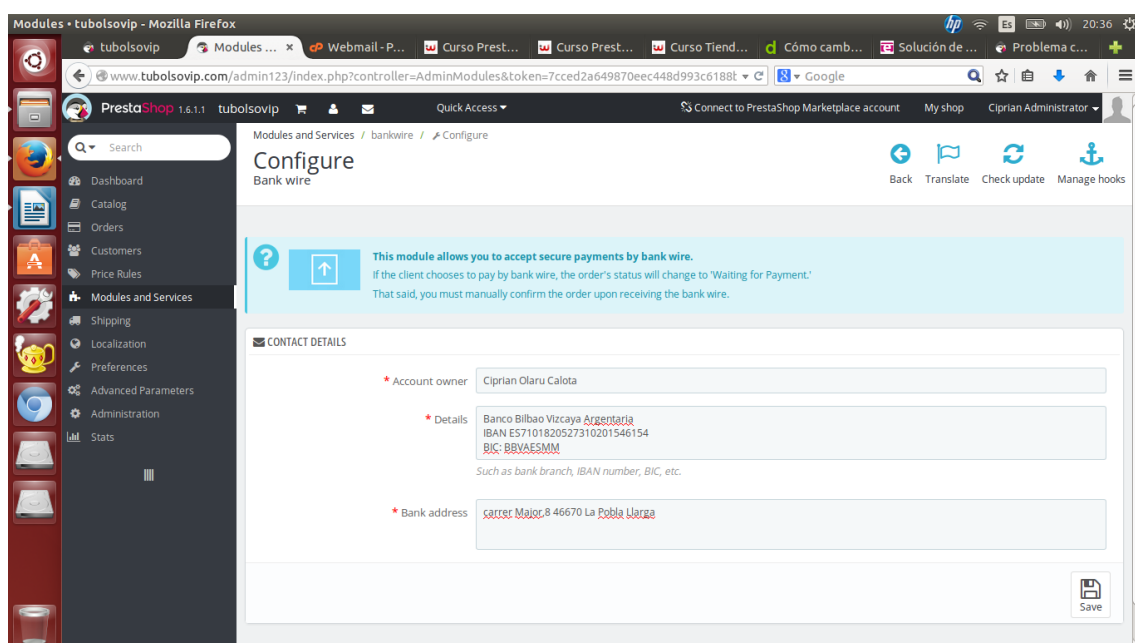 Modules • tubolsovip - Mozilla Firefox
hp Es 20:36
tubolsovip Modules ... × cP Webmail - P... Curso Prest... Curso Prest... Curso Tiend... d Cómo camb... Solución de ... Problema c...
www.tubolsovip.com/admin123/index.php?controller=AdminModules&token=7cced2a649870eec448d993c6188b 8 Google
PrestaShop 1.6.1.1 tubolsovip Quick Access Connect to PrestaShop Marketplace account My shop Ciprian Administrator
Search
Dashboard
Catalog
Orders
Customers
Price Rules
Modules and Services
Shipping
Localization
Preferences
Advanced Parameters
Administration
Stats
Modules and Services / bankwire / Configure
Configure
Bank wire
Back Translate Check update Manage hooks
This module allows you to accept secure payments by bank wire.
If the client chooses to pay by bank wire, the order's status will change to 'Waiting for Payment.'
That said, you must manually confirm the order upon receiving the bank wire.
CONTACT DETAILS
* Account owner Ciprian Olaru Calota
* Details Banco Bilbao Vizcaya Argentaria
IBAN ES7101820527310201546154
BIC: BBVAESMM
Such as bank branch, IBAN number, BIC, etc.
* Bank address carrer Major,8 46670 La Pobla Llarga
Save